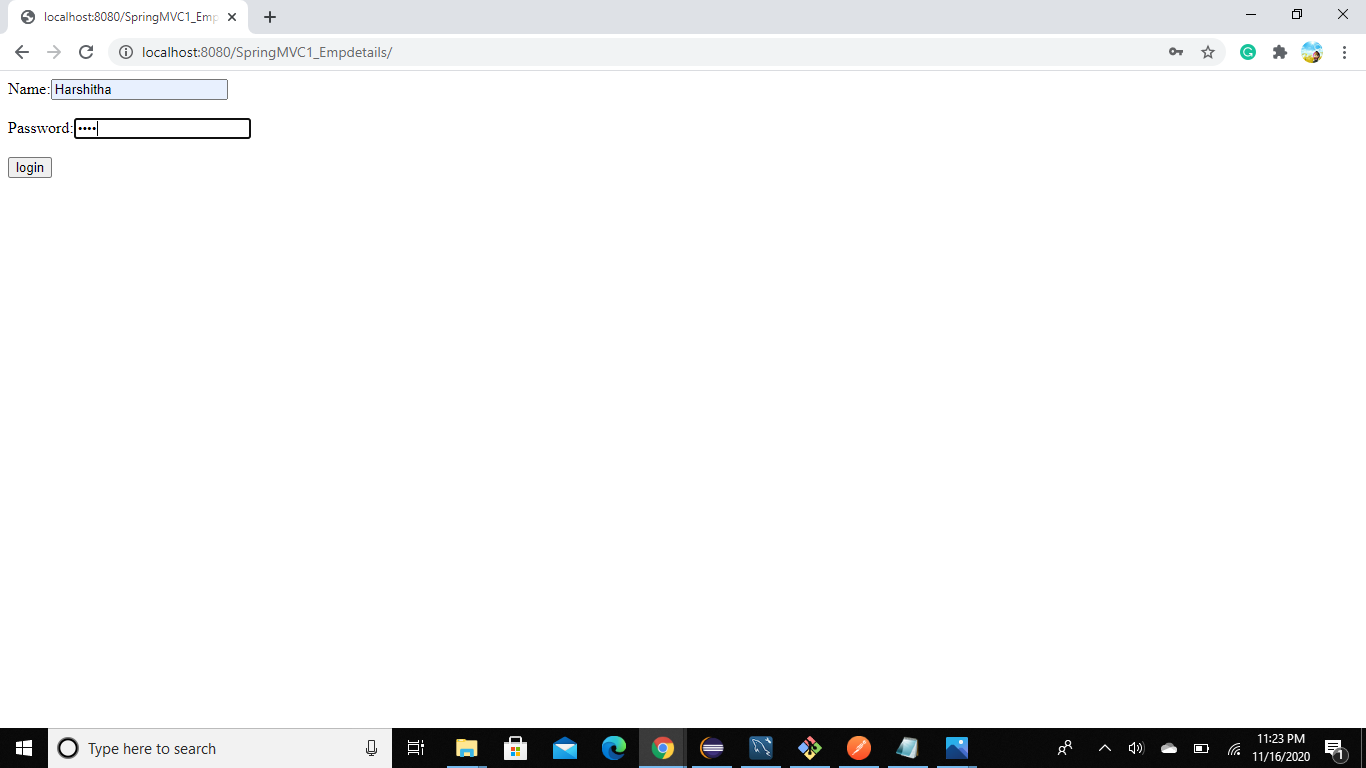 localhost:8080/SpringMVC1_Emp
localhost:8080/SpringMVC1_Empdetails/
Name:Harshitha
Password:••••
login
Type here to search
11:23 PM
11/16/2020
1